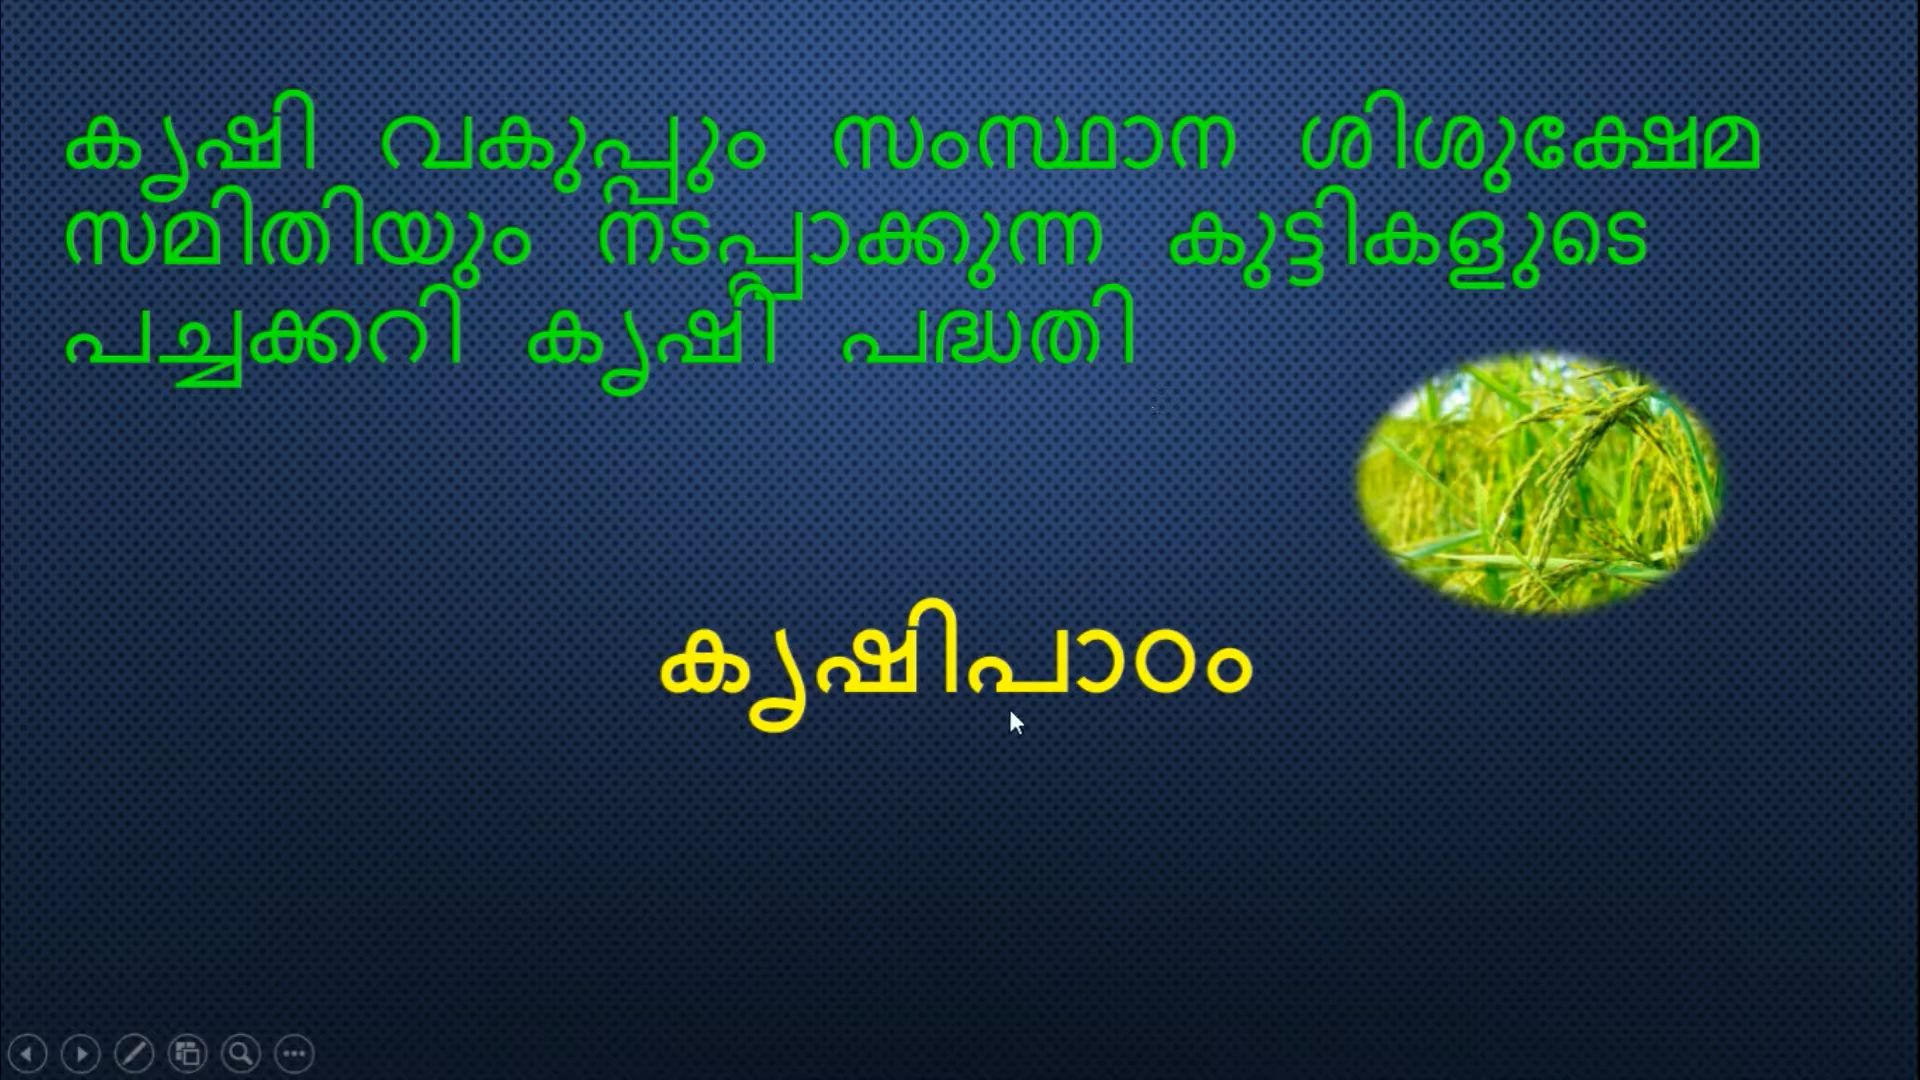 കൃഷി വകുപ്പും സംസ്ഥാന ശിശുക്ഷേമ
സമിതിയും നടപ്പാക്കുന്ന കുട്ടികളുടെ
പച്ചക്കറി കൃഷി പദ്ധതി
കൃഷിപാഠം